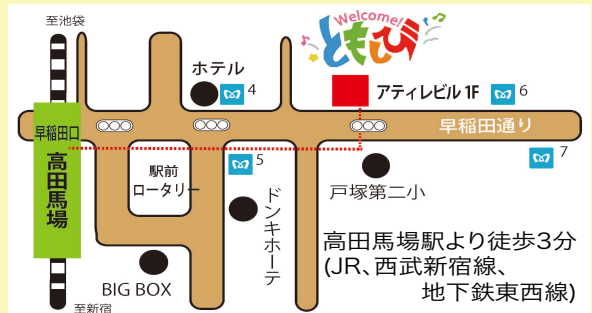 至池袋
Welcome!
ともしび
ホテル
4
アティレビル1F
6
早稲田口
早稲田通り
高田馬場
駅前
ロータリー
5
7
戸塚第二小
ドンキホーテ
BIG BOX
高田馬場駅より徒歩3分
(JR、西武新宿線、
地下鉄東西線)
至新宿